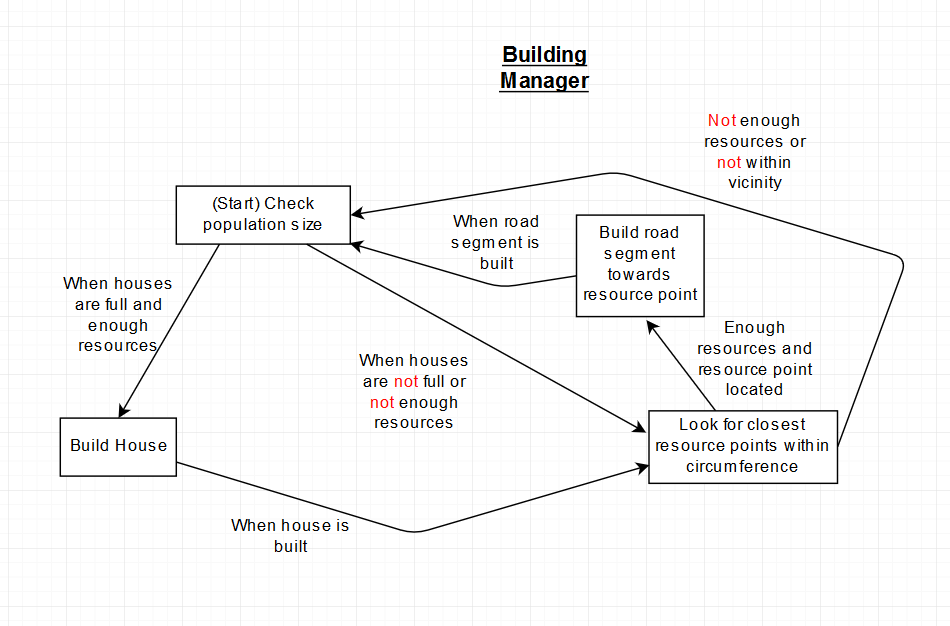 Building
Manager
Not enough
resources or
not within
vicinity
(Start) Check
population size
When road
segment is
built
Build road
segment
towards
resource point
When houses
are full and
enough
resources
Enough
resources and
resource point
located
When houses
are not full or
not enough
resources
Look for closest
resource points within
circumference
Build House
When house is
built